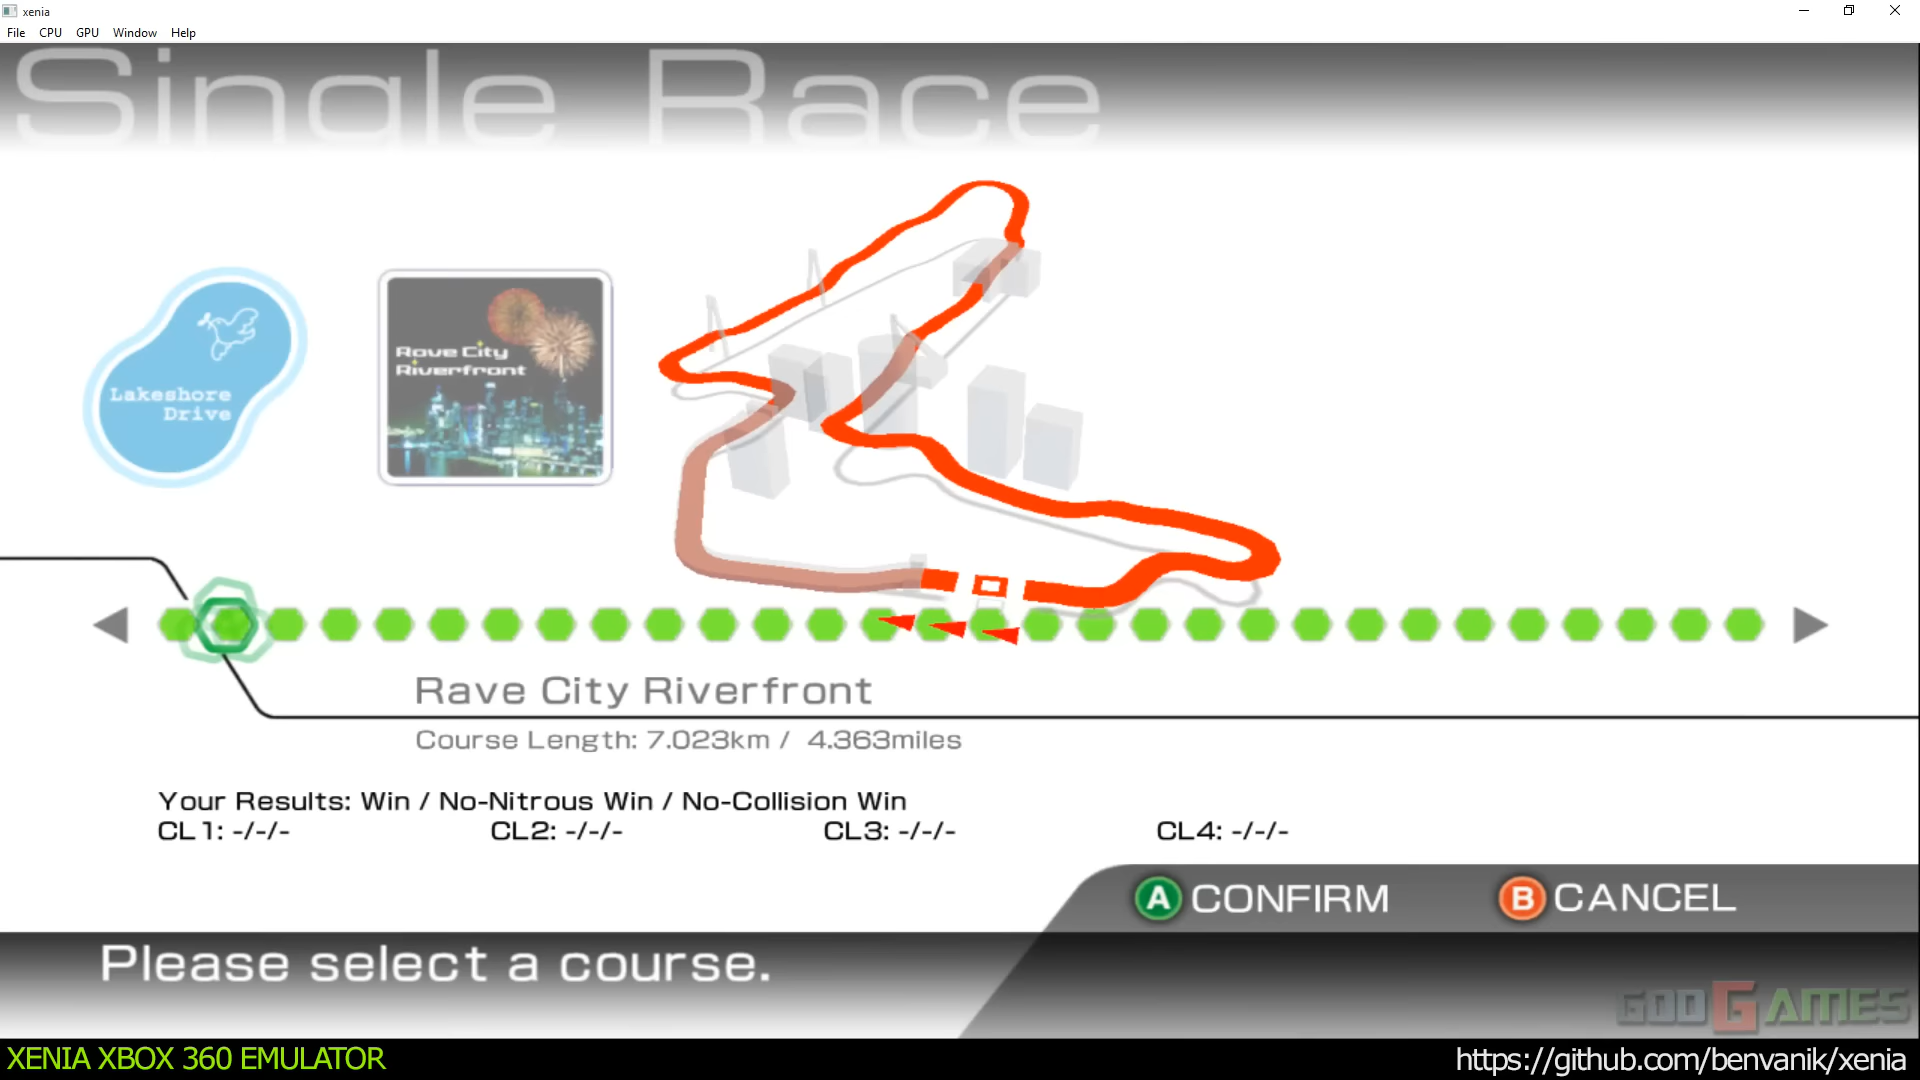 xenia
File CPU GPU Window Help
Single Race
Lakeshore
Drive
Rave City
Riverfront
Rave City Riverfront
Course Length: 7.023km / 4.363miles
Your Results: Win / No-Nitrous Win / No-Collision Win
CL1: -/-/- CL2: -/-/- CL3: -/-/- CL4: -/-/-
A CONFIRM B CANCEL
Please select a course.
GOOGAMES
XENIA XBOX 360 EMULATOR
https://github.com/benvanik/xenia